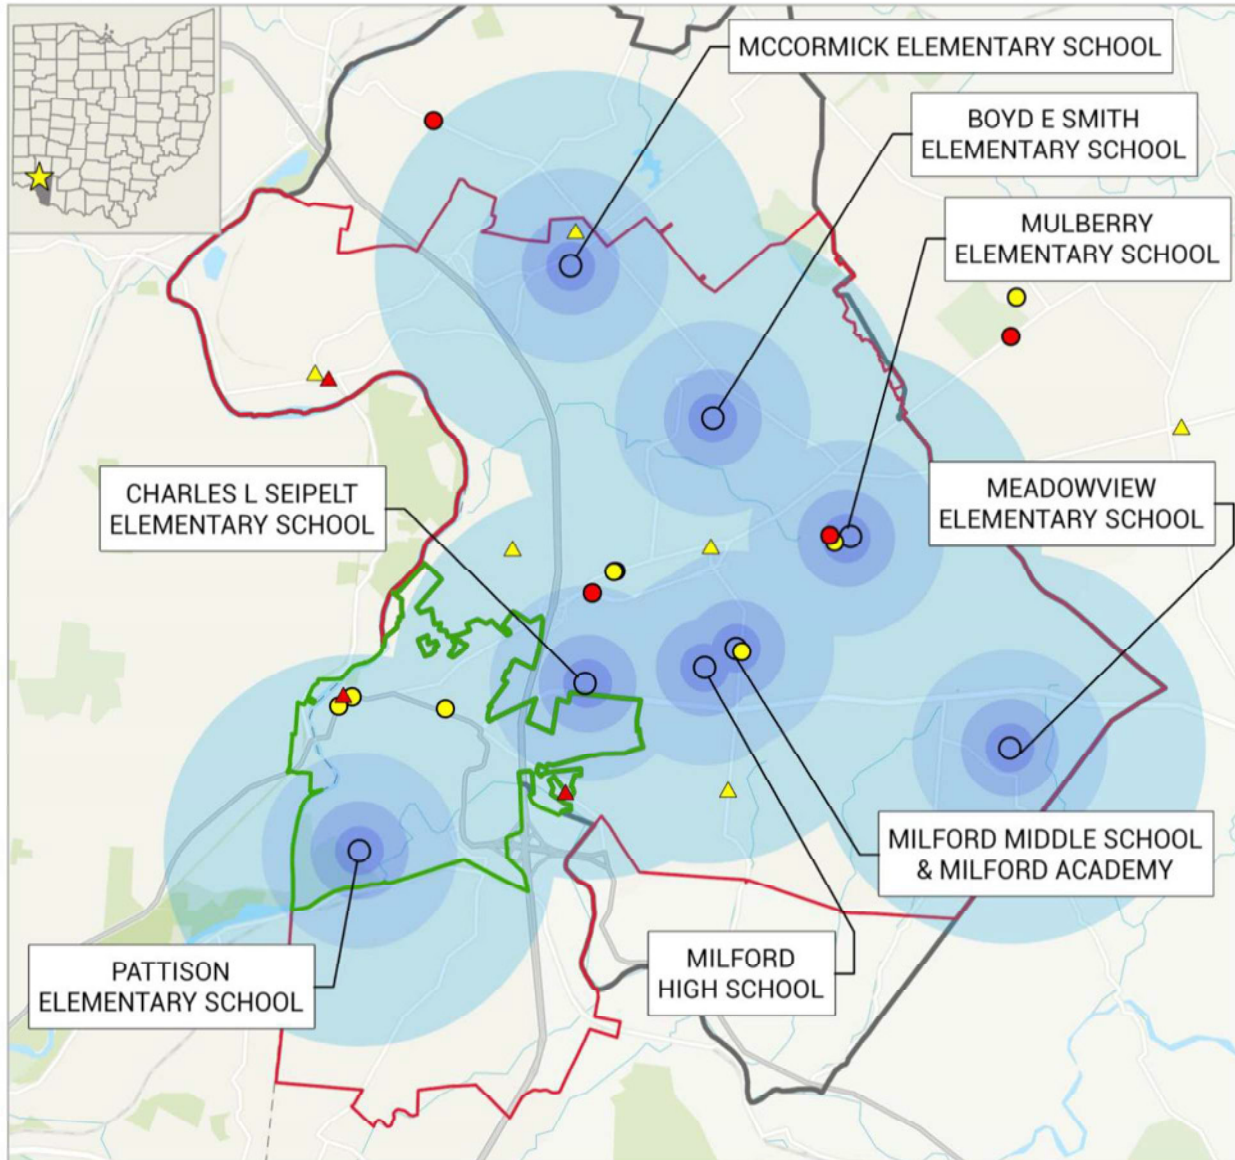 MCCORMICK ELEMENTARY SCHOOL
BOYD E SMITH
ELEMENTARY SCHOOL
MULBERRY
ELEMENTARY SCHOOL
CHARLES L SEIPELT
ELEMENTARY SCHOOL
MEADOWVIEW
ELEMENTARY SCHOOL
MILFORD MIDDLE SCHOOL
& MILFORD ACADEMY
PATTISON
ELEMENTARY SCHOOL
MILFORD
HIGH SCHOOL